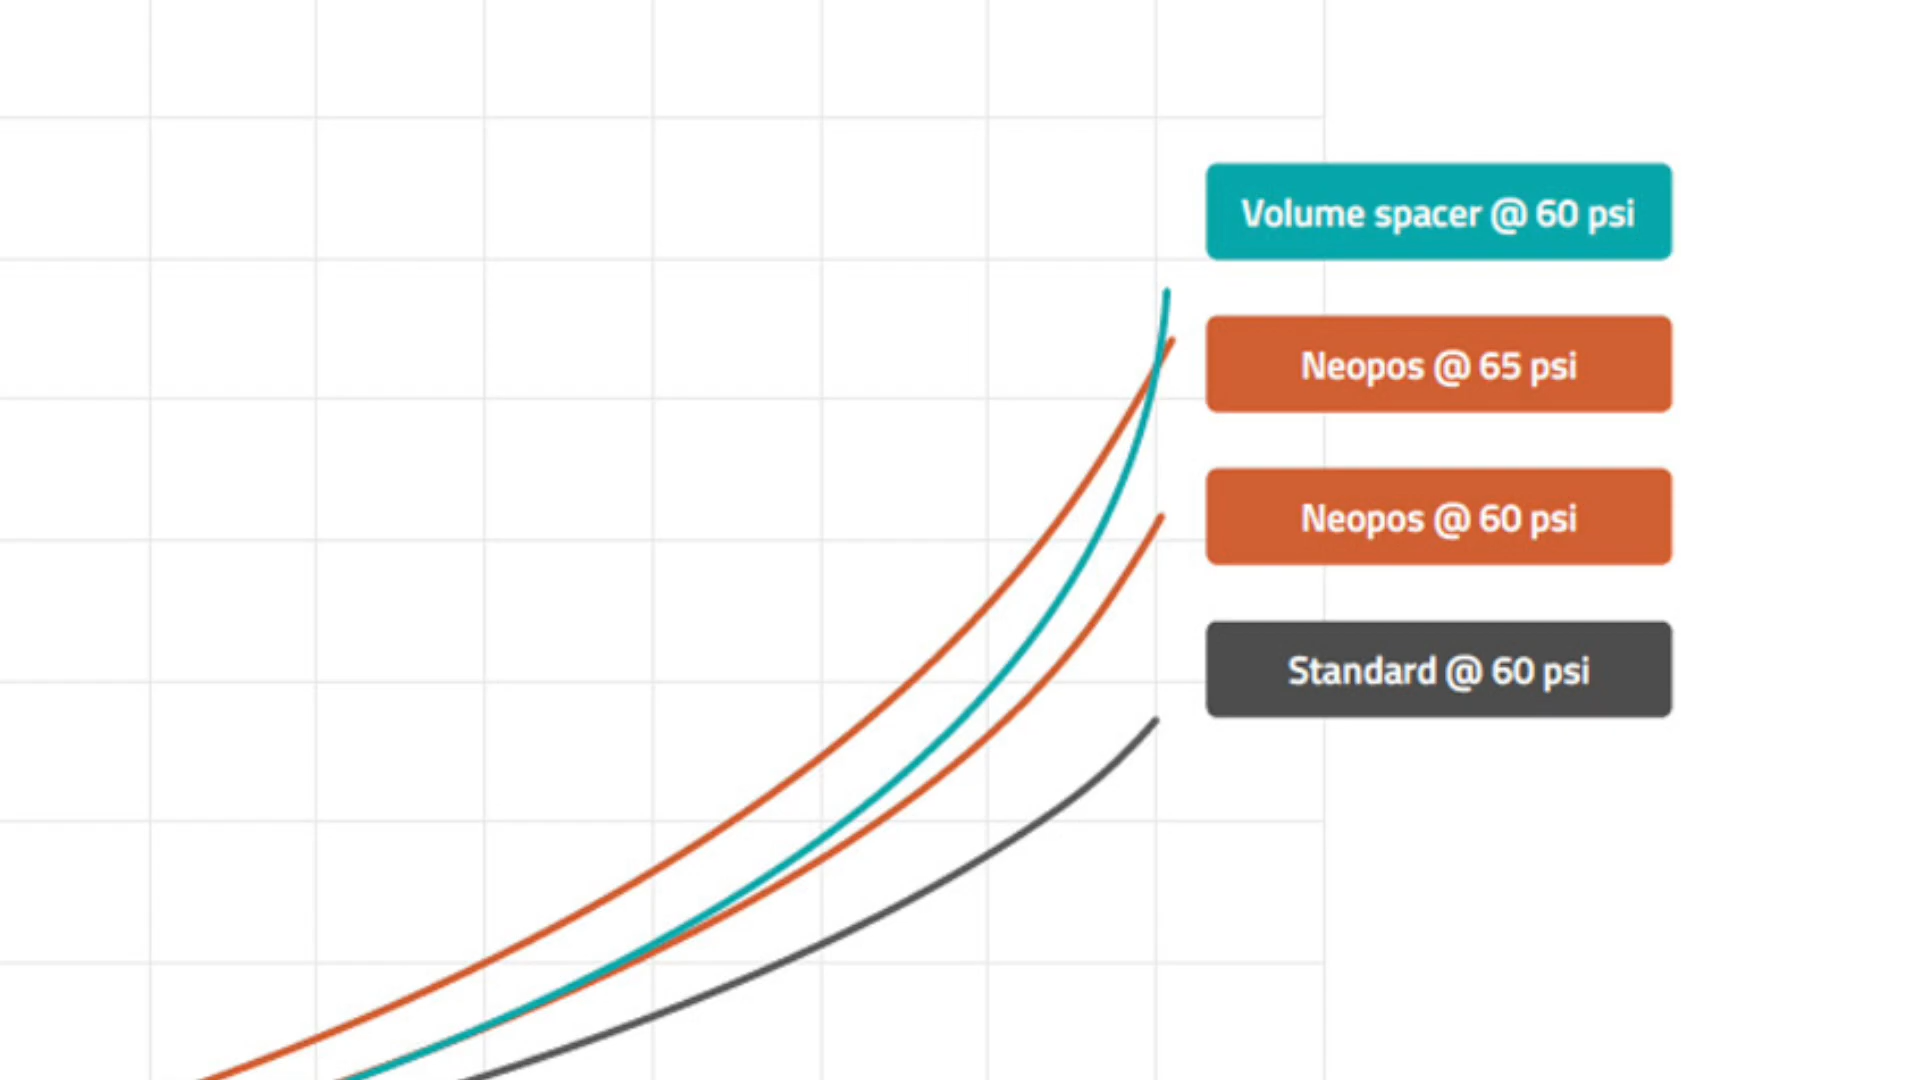 Volume spacer @ 60 psi
Neopos @ 65 psi
Neopos @ 60 psi
Standard @ 60 psi